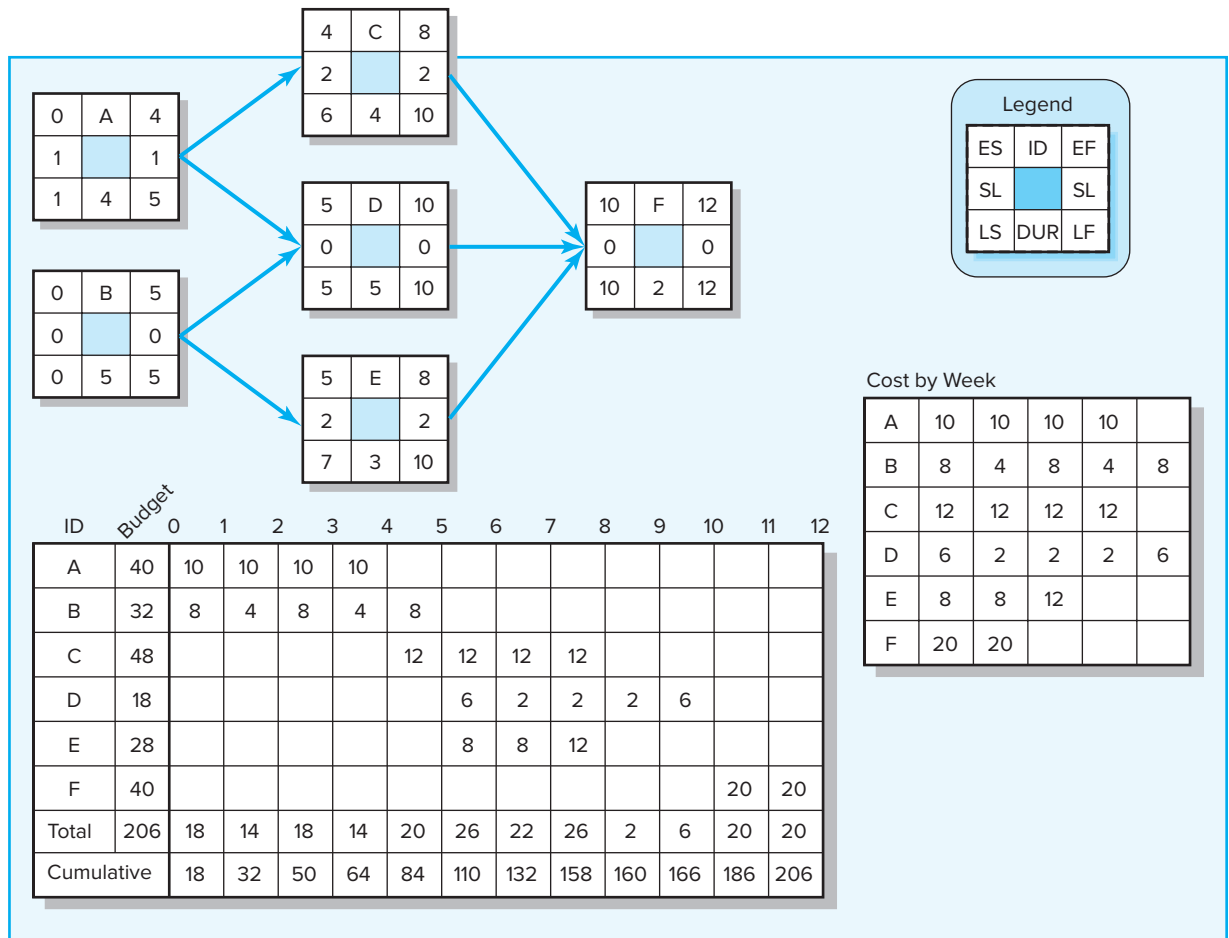 4 C 8
2 2
6 4 10
0 A 4
1 1
1 4 5
5 D 10
0 0
5 5 10
10 F 12
0 0
10 2 12
0 B 5
0 0
0 5 5
5 E 8
2 2
7 3 10
Legend
ES ID EF
SL SL
LS DUR LF
Cost by Week
A 10 10 10 10
B 8 4 8 4 8
C 12 12 12 12
D 6 2 2 2 6
E 8 8 12
F 20 20
ID Budget 0 1 2 3 4 5 6 7 8 9 10 11 12
A 40 10 10 10 10
B 32 8 4 8 4 8
C 48 12 12 12 12
D 18 6 2 2 2 6
E 28 8 8 12
F 40 20 20
Total 206 18 14 18 14 20 26 22 26 2 6 20 20
Cumulative 18 32 50 64 84 110 132 158 160 166 186 206